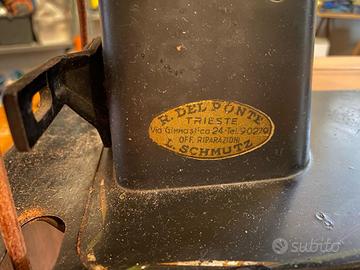 R. DEL PONTE
TRIESTE
Via Ginnastica 24-Tel. 90270
OFF. RIPARAZIONI
L. SCHMUTZ
subito